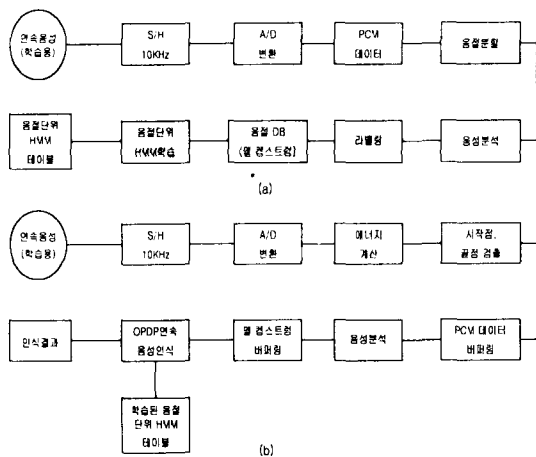 연속음성
(학습용)
S/H
10KHz
A/D
변환
PCM
데이터
음절분할
음절단위
HMM
테이블
음절단위
HMM학습
음절 DB
(멜 켑스트럼)
라벨링
음성분석
(a)
연속음성
(학습용)
S/H
10KHz
A/D
변환
에너지
계산
시작점,
끝점 검출
인식결과
OPDP연속
음성인식
멜 켑스트럼
버퍼링
음성분석
PCM 데이터
버퍼링
학습된 음절
단위 HMM
테이블
(b)